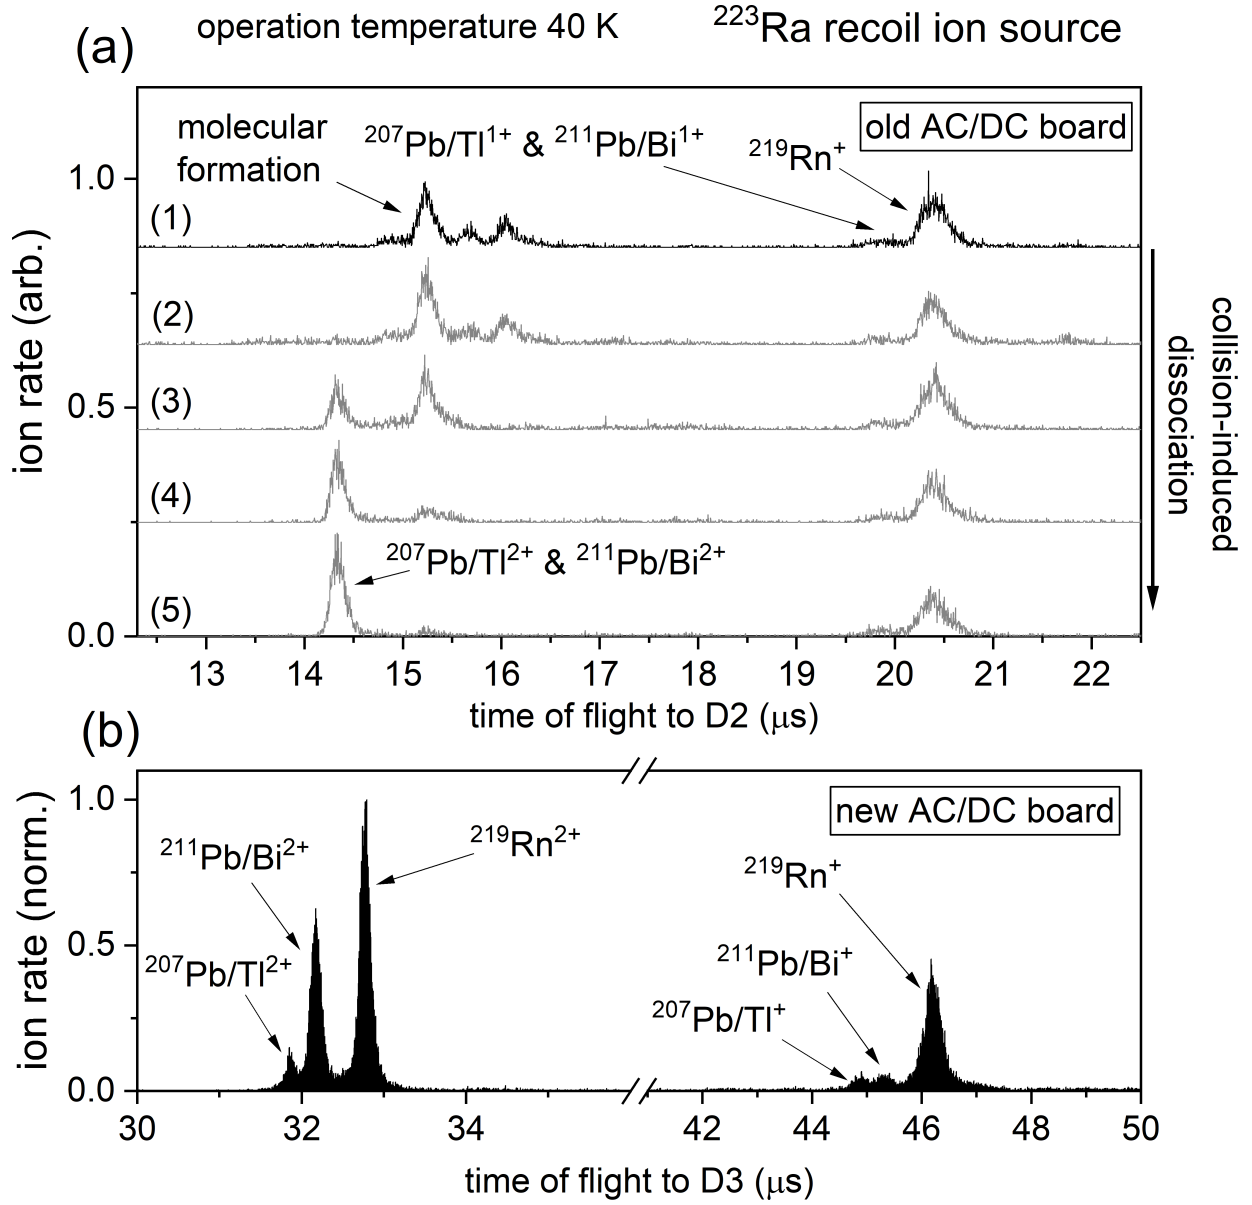 operation temperature 40 K
²²³Ra recoil ion source
(a)
old AC/DC board
molecular
formation
²⁰⁷Pb/Tl¹⁺ & ²¹¹Pb/Bi¹⁺
²¹⁹Rn⁺
1.0
(1)
(2)
(3)
0.5
(4)
²⁰⁷Pb/Tl²⁺ & ²¹¹Pb/Bi²⁺
(5)
0.0
ion rate (arb.)
collision-induced
dissociation
13 14 15 16 17 18 19 20 21 22
time of flight to D2 (μs)
(b)
new AC/DC board
1.0
²¹¹Pb/Bi²⁺
²¹⁹Rn²⁺
²¹⁹Rn⁺
0.5
²⁰⁷Pb/Tl²⁺
²¹¹Pb/Bi⁺
²⁰⁷Pb/Tl⁺
0.0
ion rate (norm.)
30 32 34 42 44 46 48 50
time of flight to D3 (μs)